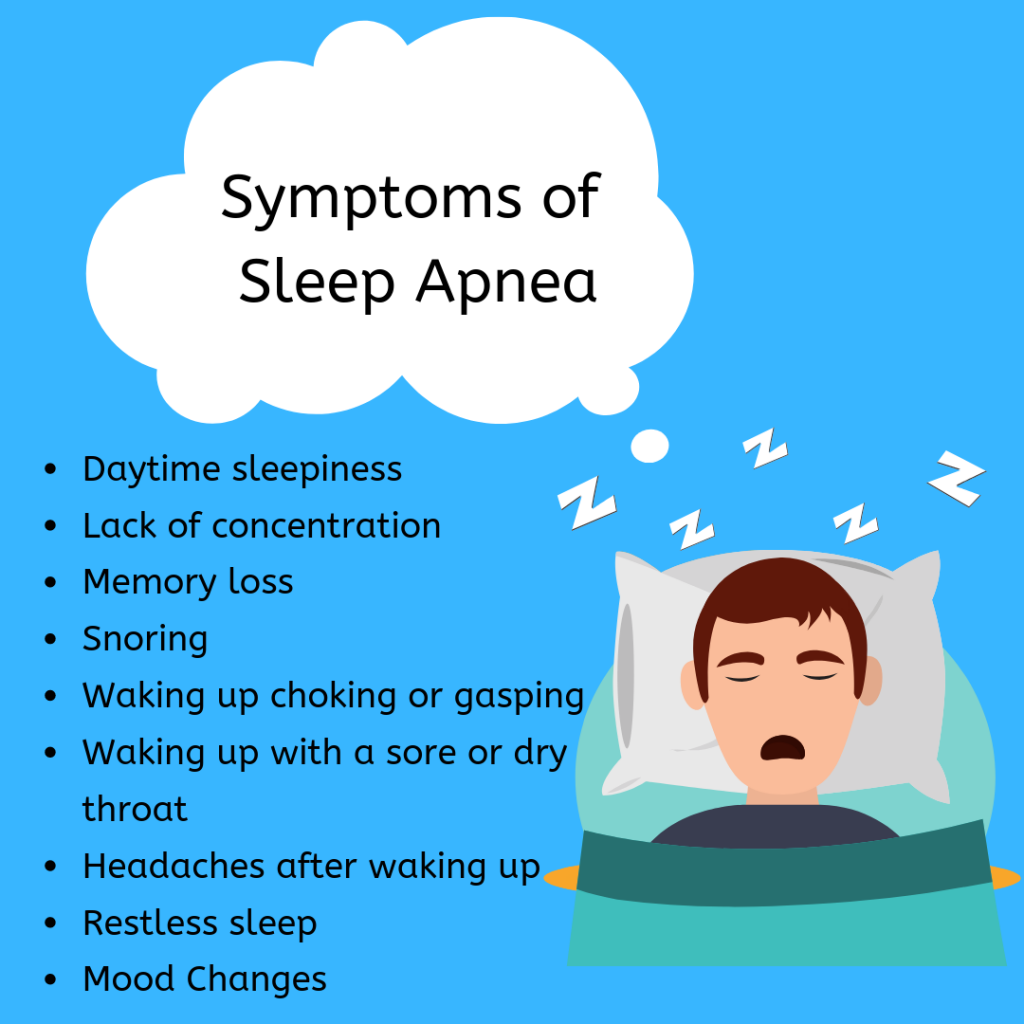 Symptoms of
Sleep Apnea
z
z
z
z
z
• Daytime sleepiness
• Lack of concentration
• Memory loss
• Snoring
• Waking up choking or gasping
• Waking up with a sore or dry
throat
• Headaches after waking up
• Restless sleep
• Mood Changes